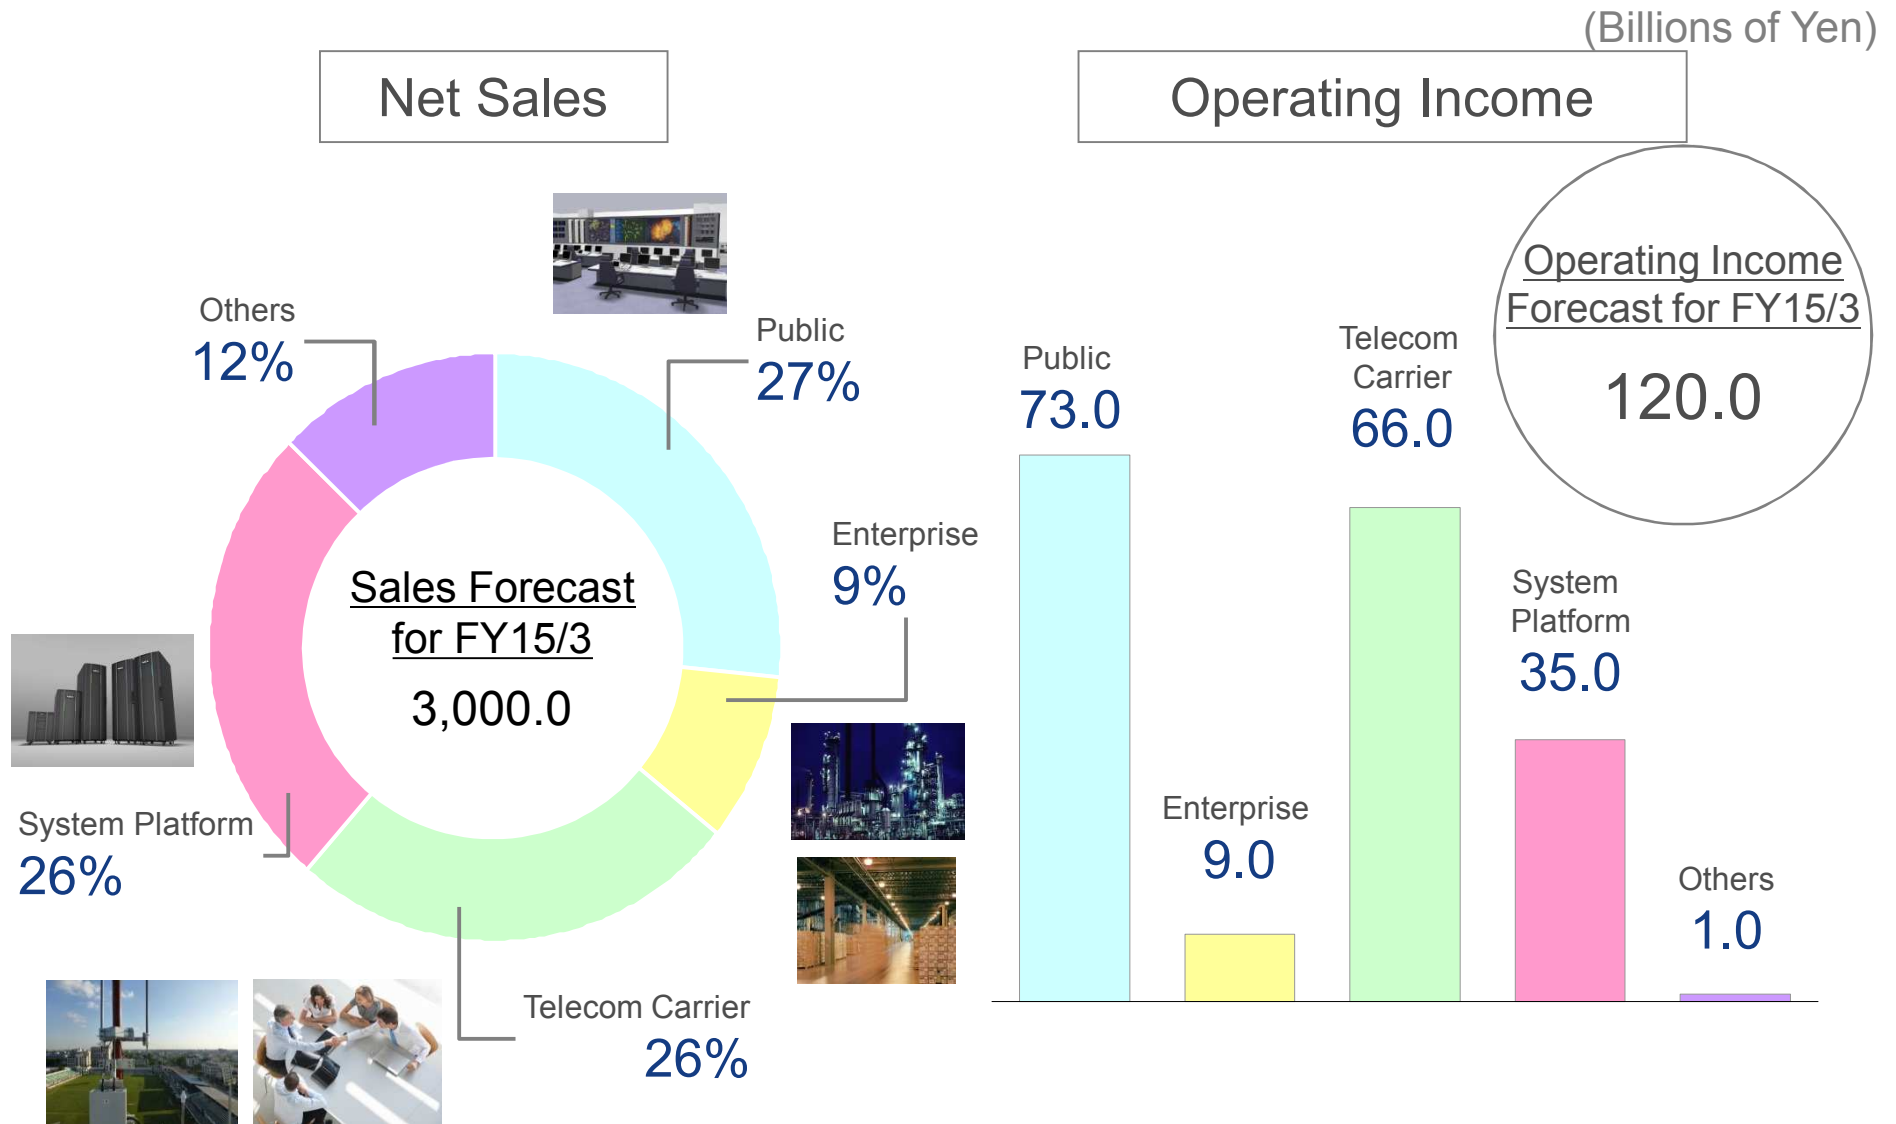 (Billions of Yen)
Net Sales
Operating Income
Others
12%
Public
27%
Enterprise
9%
Sales Forecast
for FY15/3
3,000.0
System Platform
26%
Telecom Carrier
26%
Operating Income
Forecast for FY15/3
120.0
Public
73.0
Enterprise
9.0
Telecom
Carrier
66.0
System
Platform
35.0
Others
1.0